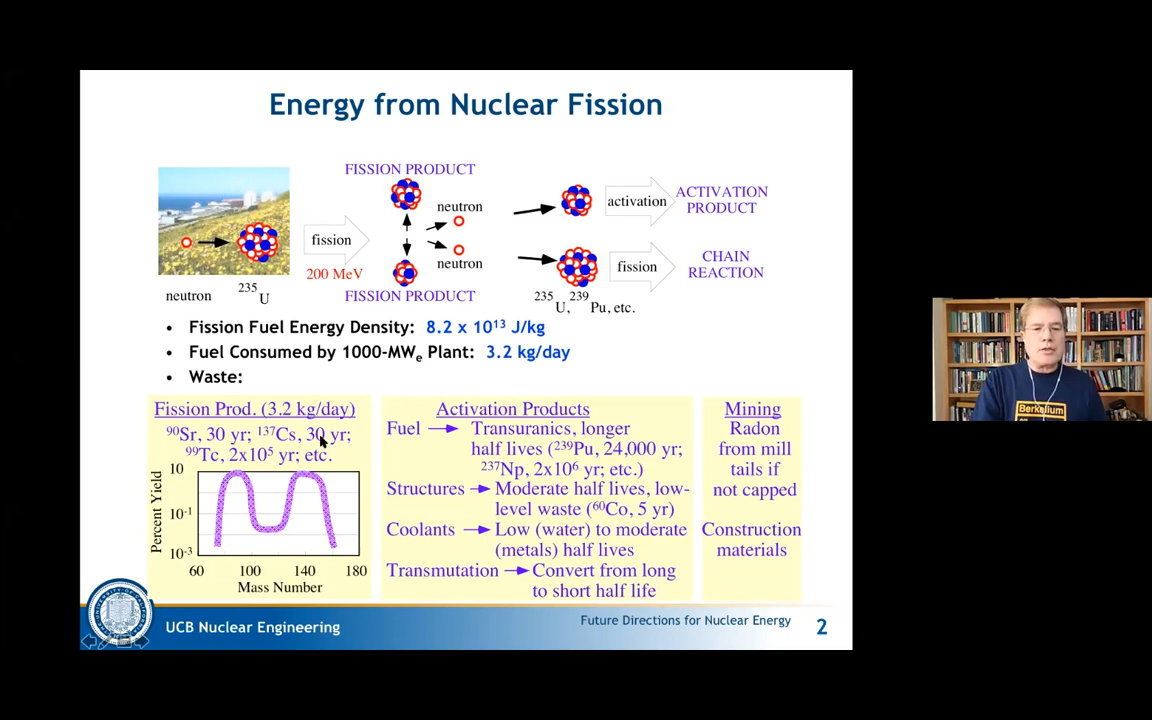 Energy from Nuclear Fission
FISSION PRODUCT
neutron
fission
200 MeV
neutron
FISSION PRODUCT
neutron
²³⁵U
activation
ACTIVATION
PRODUCT
fission
CHAIN
REACTION
²³⁵U, ²³⁹Pu, etc.
• Fission Fuel Energy Density: 8.2 x 10¹³ J/kg
• Fuel Consumed by 1000-MWₑ Plant: 3.2 kg/day
• Waste:
Fission Prod. (3.2 kg/day)
⁹⁰Sr, 30 yr; ¹³⁷Cs, 30 yr;
⁹⁹Tc, 2x10⁵ yr; etc.
Percent Yield
10
10⁻¹
10⁻³
60 100 140 180
Mass Number
Activation Products
Fuel → Transuranics, longer
half lives (²³⁹Pu, 24,000 yr;
²³⁷Np, 2x10⁶ yr; etc.)
Structures → Moderate half lives, low-
level waste (⁶⁰Co, 5 yr)
Coolants → Low (water) to moderate
(metals) half lives
Transmutation → Convert from long
to short half life
Mining
Radon
from mill
tails if
not capped
Construction
materials
UCB Nuclear Engineering
Future Directions for Nuclear Energy
2
Berkelium